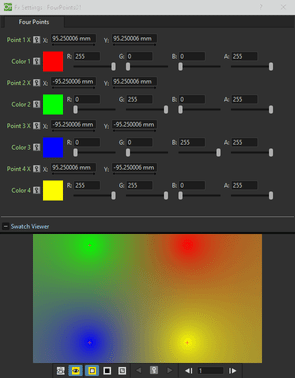 Fx Settings : FourPoints21
Four Points
Point 1 X X: 95.250006 mm Y: 95.250006 mm
Color 1 R: 255 G: 0 B: 0 A: 255
Point 2 X X: -95.250006 mm Y: 95.250006 mm
Color 2 R: 0 G: 255 B: 0 A: 255
Point 3 X X: -95.250006 mm Y: -95.250006 mm
Color 3 R: 0 G: 0 B: 255 A: 255
Point 4 X X: 95.250006 mm Y: -95.250006 mm
Color 4 R: 255 G: 255 B: 0 A: 255
Swatch Viewer
1